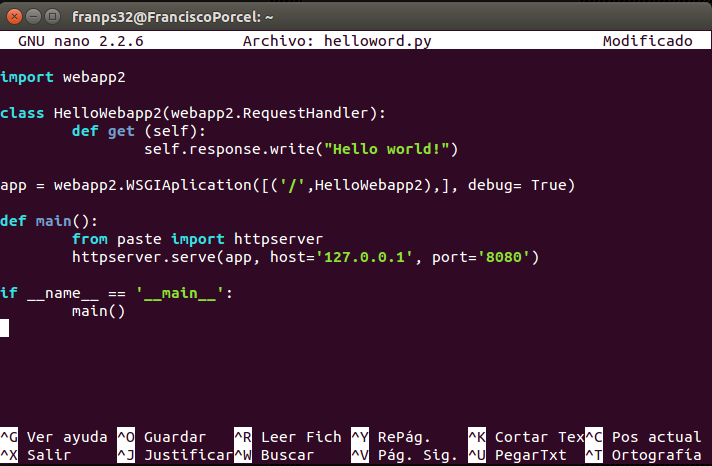 franps32@FranciscoPorcel: ~
GNU nano 2.2.6 Archivo: helloword.py Modificado
import webapp2
class HelloWebapp2(webapp2.RequestHandler):
def get (self):
self.response.write("Hello world!")
app = webapp2.WSGIAplication([('/',HelloWebapp2),], debug= True)
def main():
from paste import httpserver
httpserver.serve(app, host='127.0.0.1', port='8080')
if __name__ == '__main__':
main()
^G Ver ayuda ^O Guardar ^R Leer Fich ^Y RePág. ^K Cortar Tex ^C Pos actual
^X Salir ^J Justificar ^W Buscar ^V Pág. Sig. ^U PegarTxt ^T Ortografía